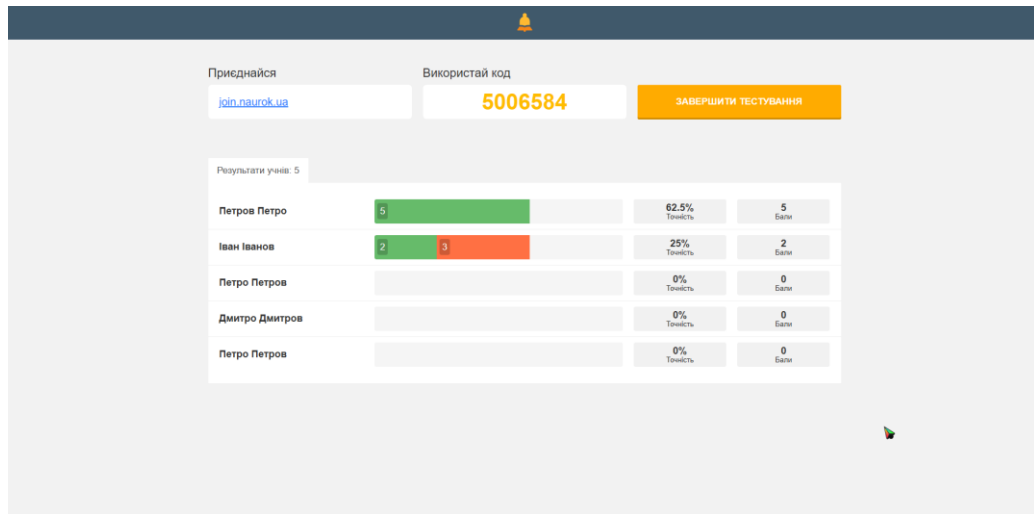 Приєднайся
Використай код
join.naurok.ua
5006584
ЗАВЕРШИТИ ТЕСТУВАННЯ
Результати учнів: 5
Петров Петро
5
62.5%
Точність
5
Бали
Іван Іванов
2
3
25%
Точність
2
Бали
Петро Петров
0%
Точність
0
Бали
Дмитро Дмитров
0%
Точність
0
Бали
Петро Петров
0%
Точність
0
Бали